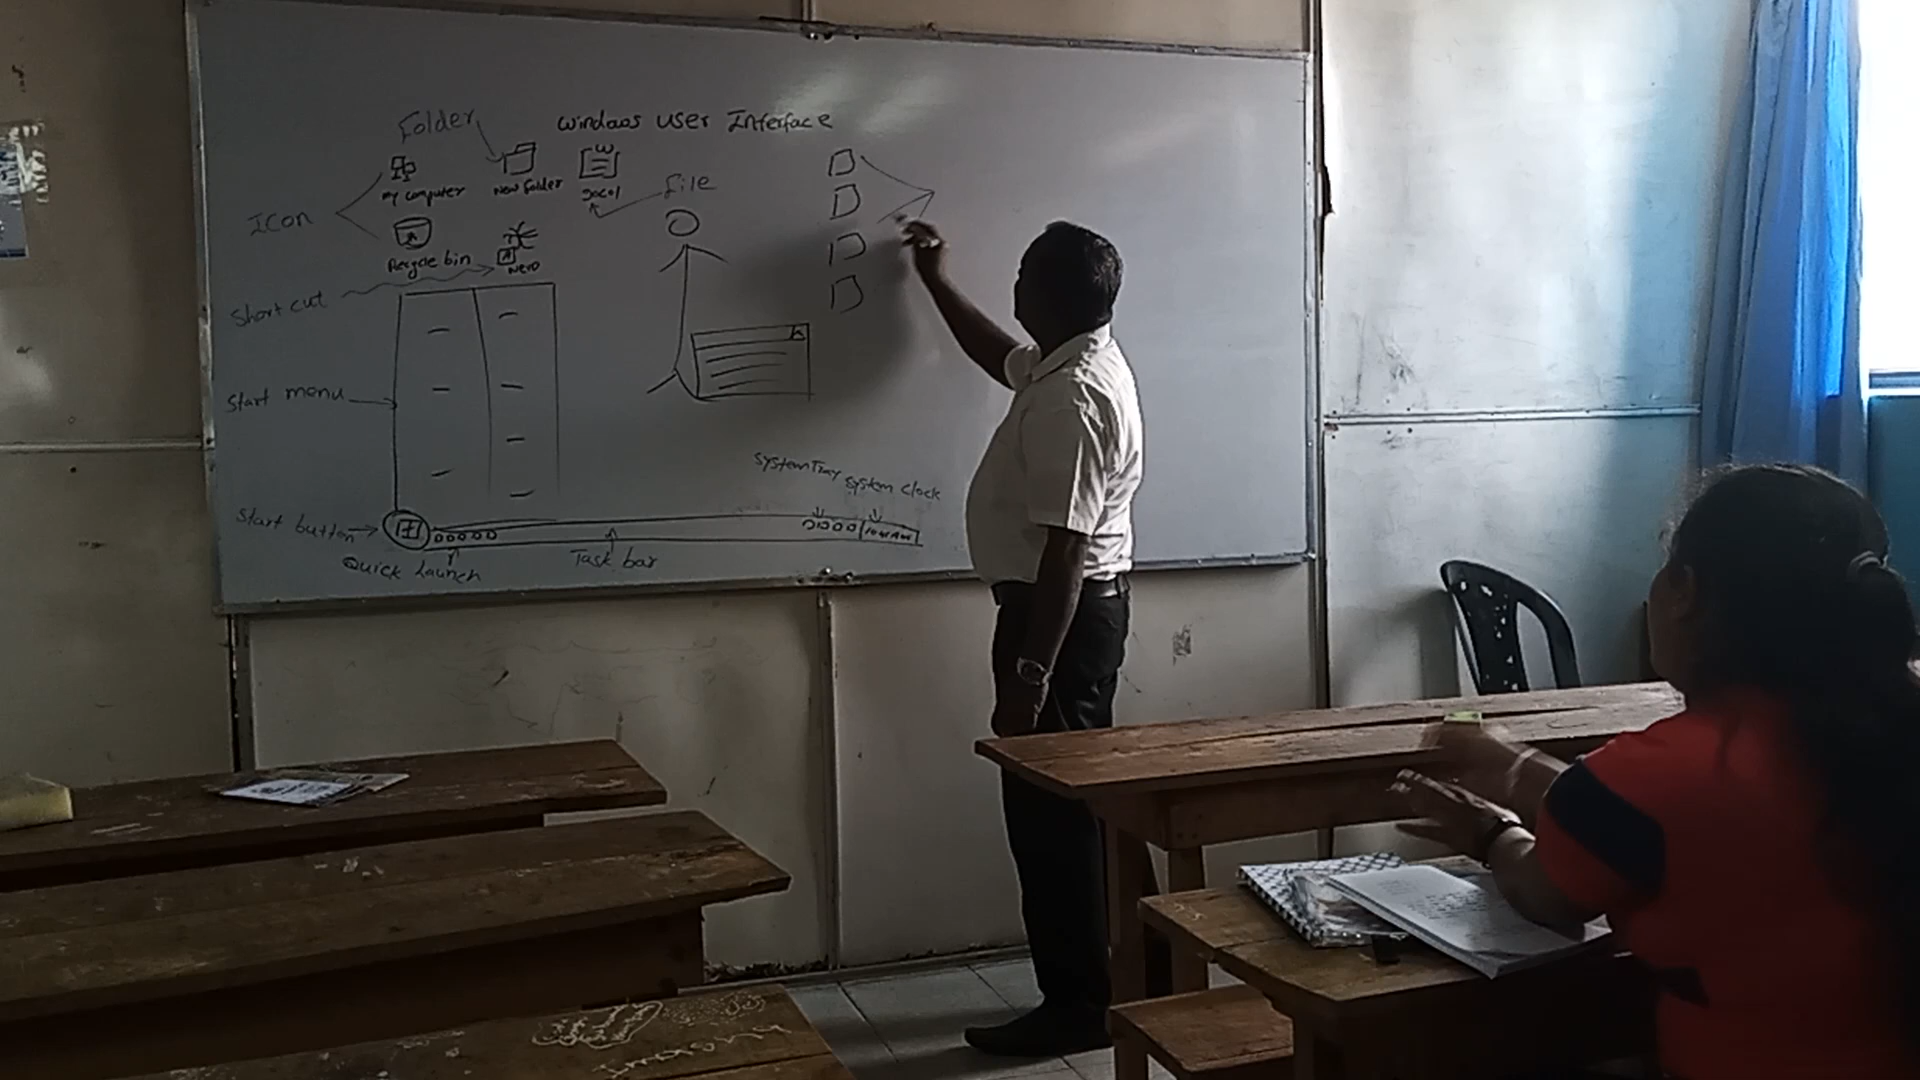 Windows User Interface
Folder
My computer
New folder
file
Icon
Recycle bin
Nero
Short cut
Start menu
System Tray
System clock
Start button
Quick Launch
Task bar